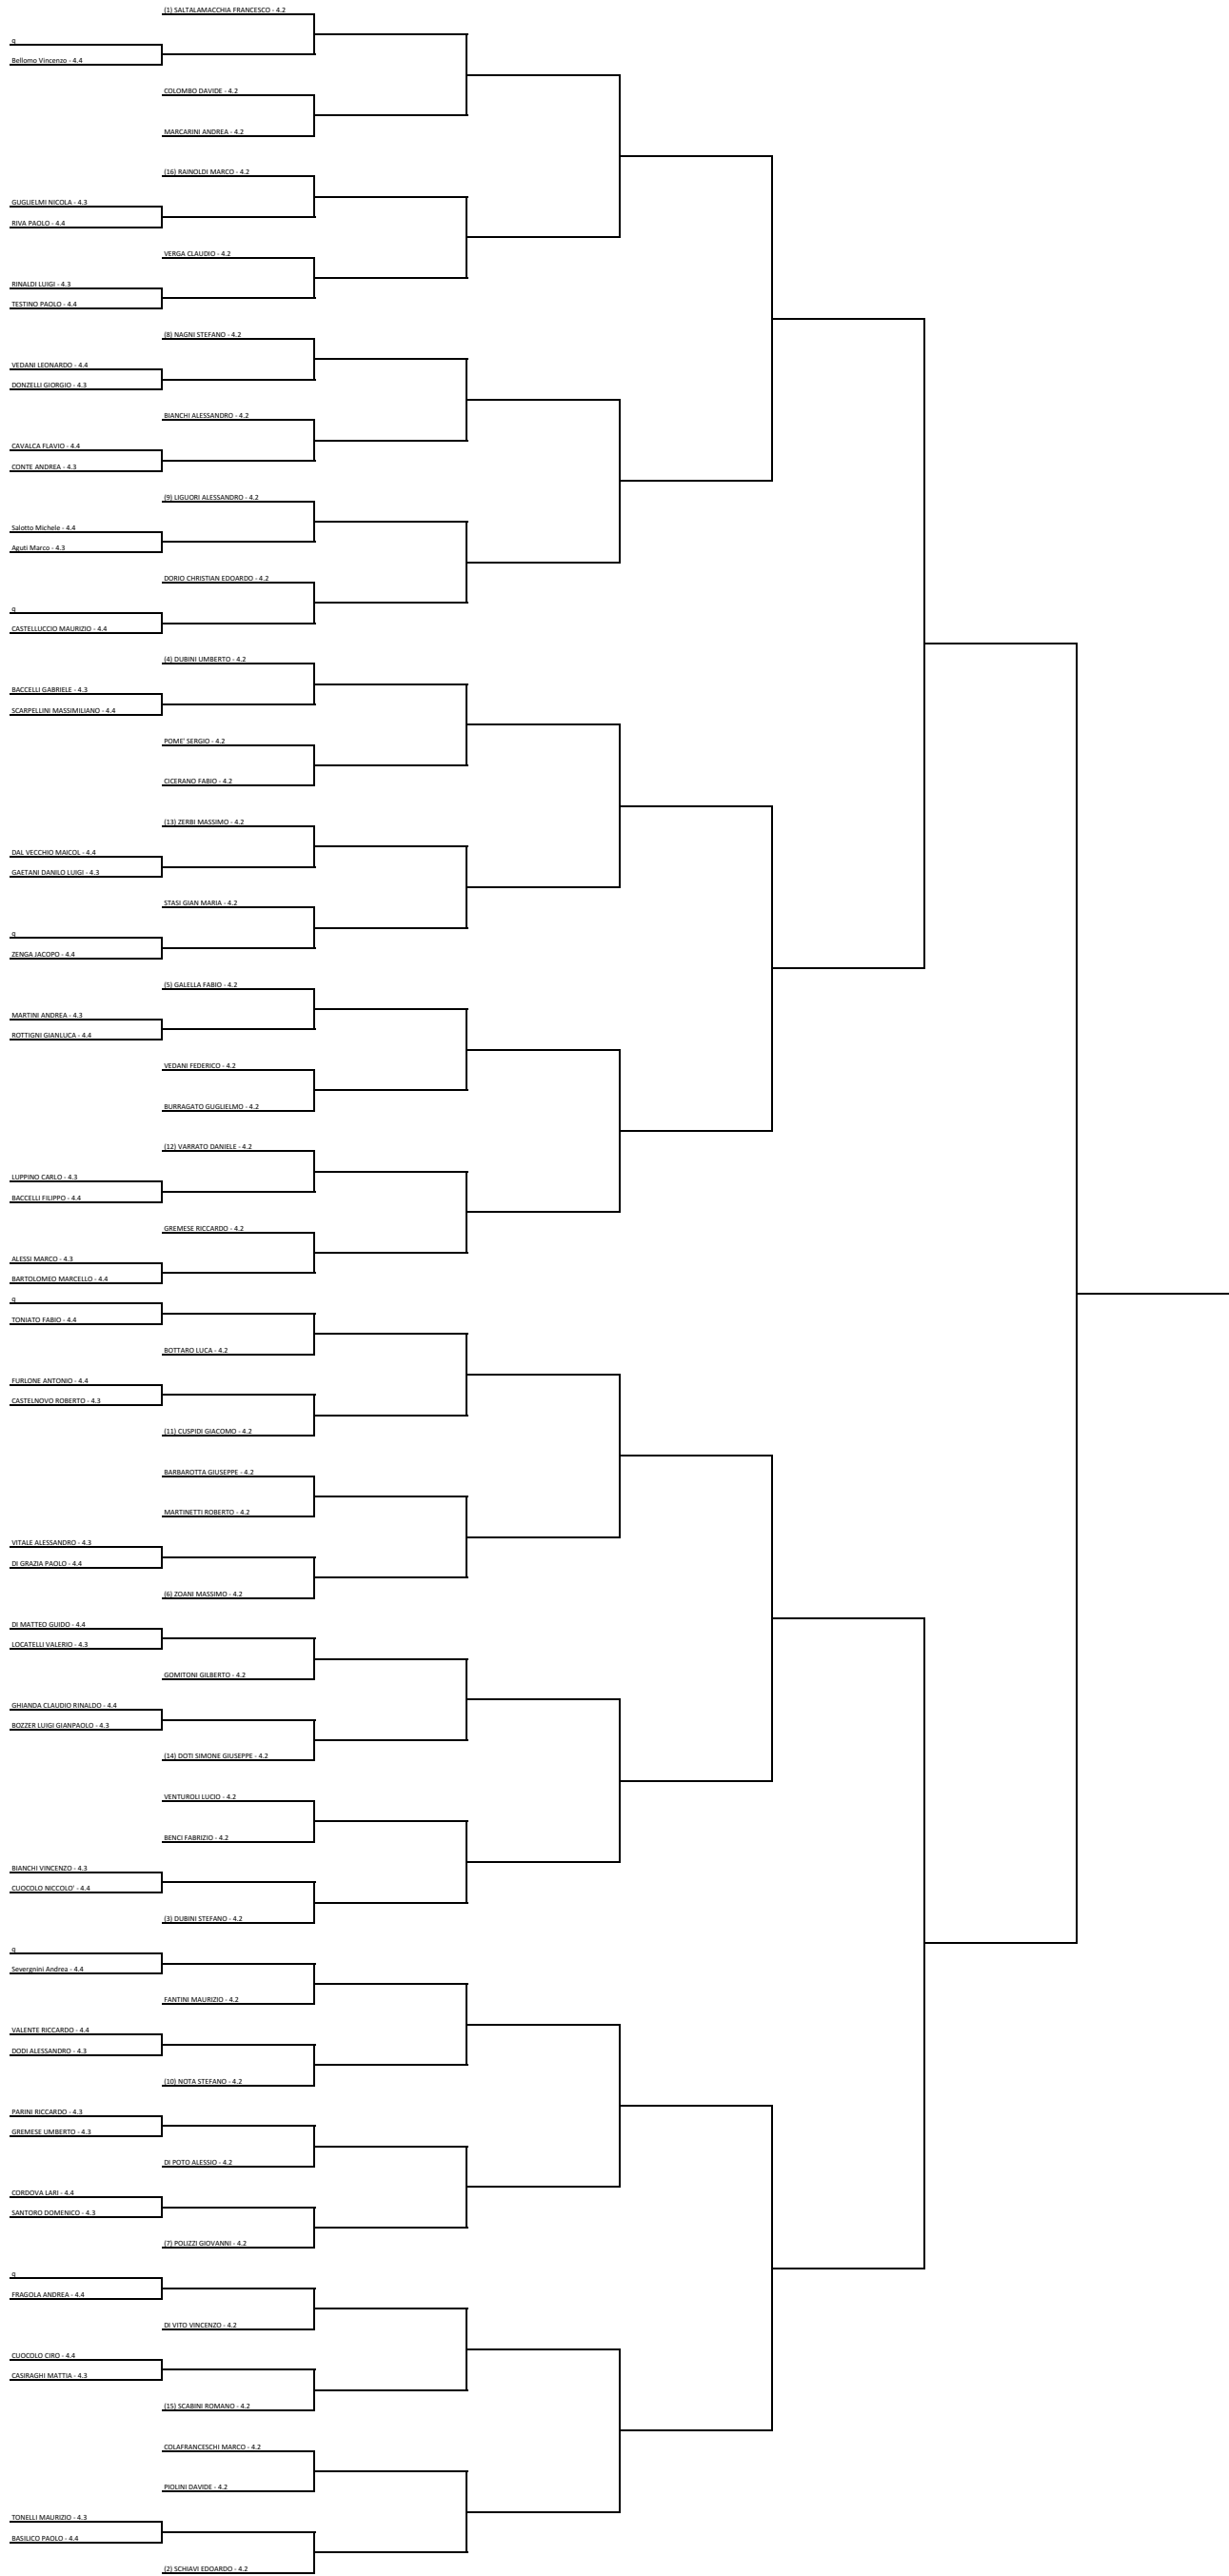 (1) SALTALAMACCHIA FRANCESCO - 4.2
q
Bellomo Vincenzo - 4.4
COLOMBO DAVIDE - 4.2
MARCARINI ANDREA - 4.2
(16) RAINOLDI MARCO - 4.2
GUGLIELMI NICOLA - 4.3
RIVA PAOLO - 4.4
VERGA CLAUDIO - 4.2
RINALDI LUIGI - 4.3
TESTINO PAOLO - 4.4
(8) NAGNI STEFANO - 4.2
VEDANI LEONARDO - 4.4
DONZELLI GIORGIO - 4.3
BIANCHI ALESSANDRO - 4.2
CAVALCA FLAVIO - 4.4
CONTE ANDREA - 4.3
(9) LIGUORI ALESSANDRO - 4.2
Salotto Michele - 4.4
Aguti Marco - 4.3
DORIO CHRISTIAN EDOARDO - 4.2
q
CASTELLUCCIO MAURIZIO - 4.4
(4) DUBINI UMBERTO - 4.2
BACCELLI GABRIELE - 4.3
SCARPELLINI MASSIMILIANO - 4.4
POME' SERGIO - 4.2
CICERANO FABIO - 4.2
(13) ZERBI MASSIMO - 4.2
DAL VECCHIO MAICOL - 4.4
GAETANI DANILO LUIGI - 4.3
STASI GIAN MARIA - 4.2
q
ZENGA JACOPO - 4.4
(5) GALELLA FABIO - 4.2
MARTINI ANDREA - 4.3
ROTTIGNI GIANLUCA - 4.4
VEDANI FEDERICO - 4.2
BURRAGATO GUGLIELMO - 4.2
(12) VARRATO DANIELE - 4.2
LUPPINO CARLO - 4.3
BACCELLI FILIPPO - 4.4
GREMESE RICCARDO - 4.2
ALESSI MARCO - 4.3
BARTOLOMEO MARCELLO - 4.4
q
TONIATO FABIO - 4.4
BOTTARO LUCA - 4.2
FURLONE ANTONIO - 4.4
CASTELNOVO ROBERTO - 4.3
(11) CUSPIDI GIACOMO - 4.2
BARBAROTTA GIUSEPPE - 4.2
MARTINETTI ROBERTO - 4.2
VITALE ALESSANDRO - 4.3
DI GRAZIA PAOLO - 4.4
(6) ZOANI MASSIMO - 4.2
DI MATTEO GUIDO - 4.4
LOCATELLI VALERIO - 4.3
GOMITONI GILBERTO - 4.2
GHIANDA CLAUDIO RINALDO - 4.4
BOZZER LUIGI GIANPAOLO - 4.3
(14) DOTI SIMONE GIUSEPPE - 4.2
VENTUROLI LUCIO - 4.2
BENCI FABRIZIO - 4.2
BIANCHI VINCENZO - 4.3
CUOCOLO NICCOLO' - 4.4
(3) DUBINI STEFANO - 4.2
q
Severgnini Andrea - 4.4
FANTINI MAURIZIO - 4.2
VALENTE RICCARDO - 4.4
DODI ALESSANDRO - 4.3
(10) NOTA STEFANO - 4.2
PARINI RICCARDO - 4.3
GREMESE UMBERTO - 4.3
DI POTO ALESSIO - 4.2
CORDOVA LARI - 4.4
SANTORO DOMENICO - 4.3
(7) POLIZZI GIOVANNI - 4.2
q
FRAGOLA ANDREA - 4.4
DI VITO VINCENZO - 4.2
CUOCOLO CIRO - 4.4
CASIRAGHI MATTIA - 4.3
(15) SCABINI ROMANO - 4.2
COLAFRANCESCHI MARCO - 4.2
PIOLINI DAVIDE - 4.2
TONELLI MAURIZIO - 4.3
BASILICO PAOLO - 4.4
(2) SCHIAVI EDOARDO - 4.2